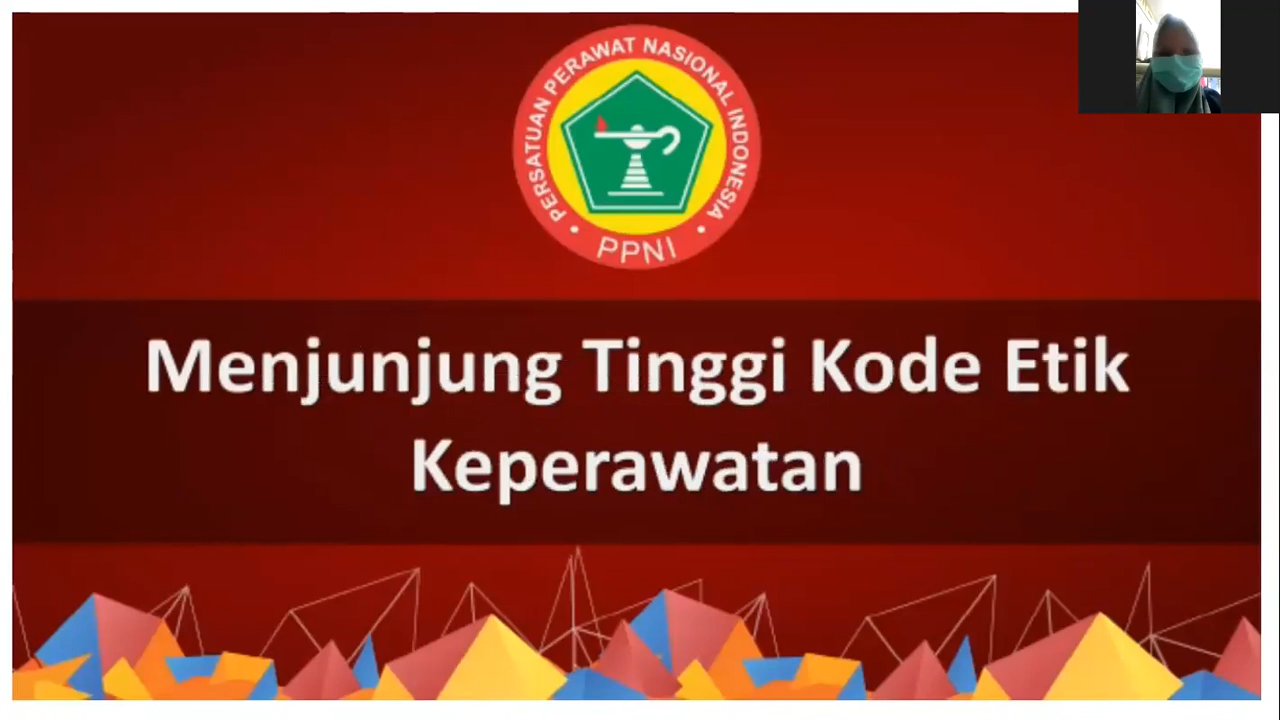 PERSATUAN PERAWAT NASIONAL INDONESIA
PPNI
Menjunjung Tinggi Kode Etik
Keperawatan